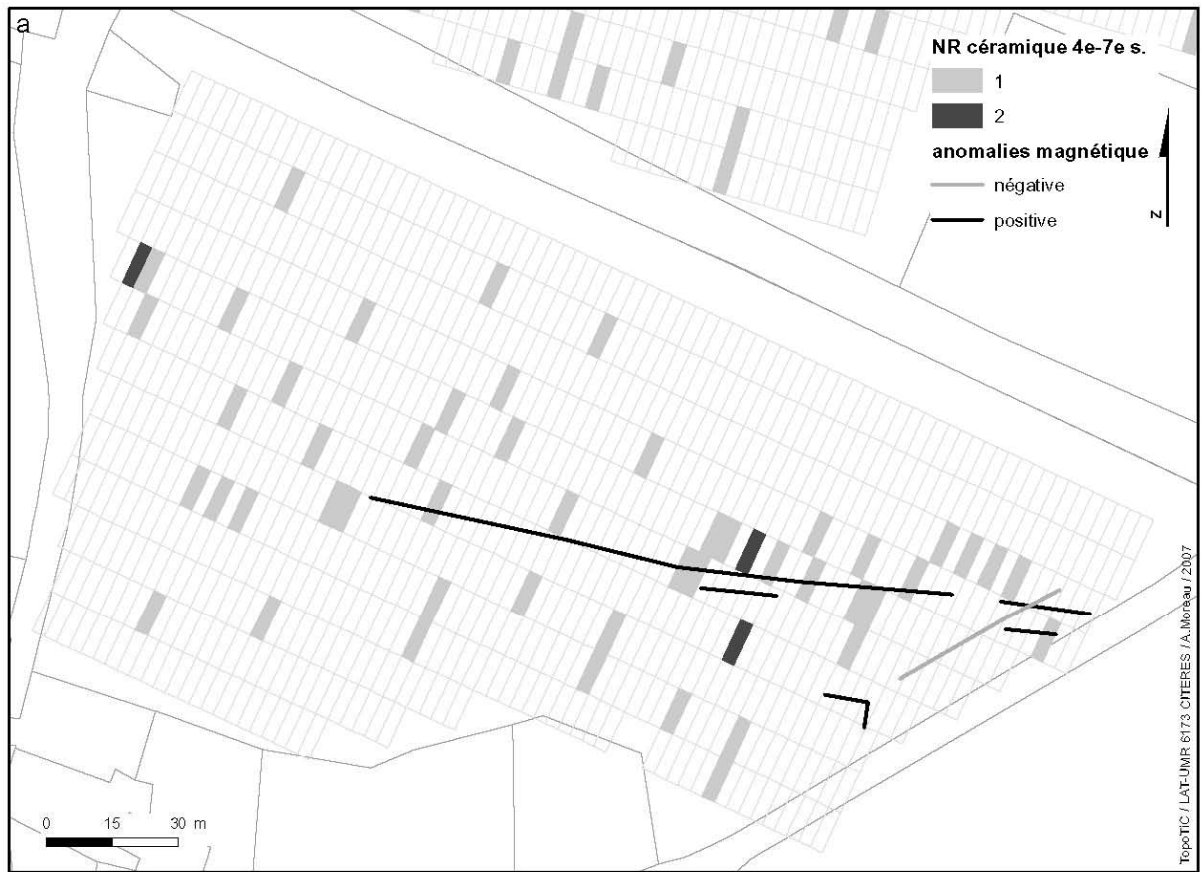 a
NR céramique 4e-7e s.
1
2
anomalies magnétique
négative
positive
N
0 15 30 m
TopoTiC / LAT-UMR 6173 CITERES / A.Moreau / 2007